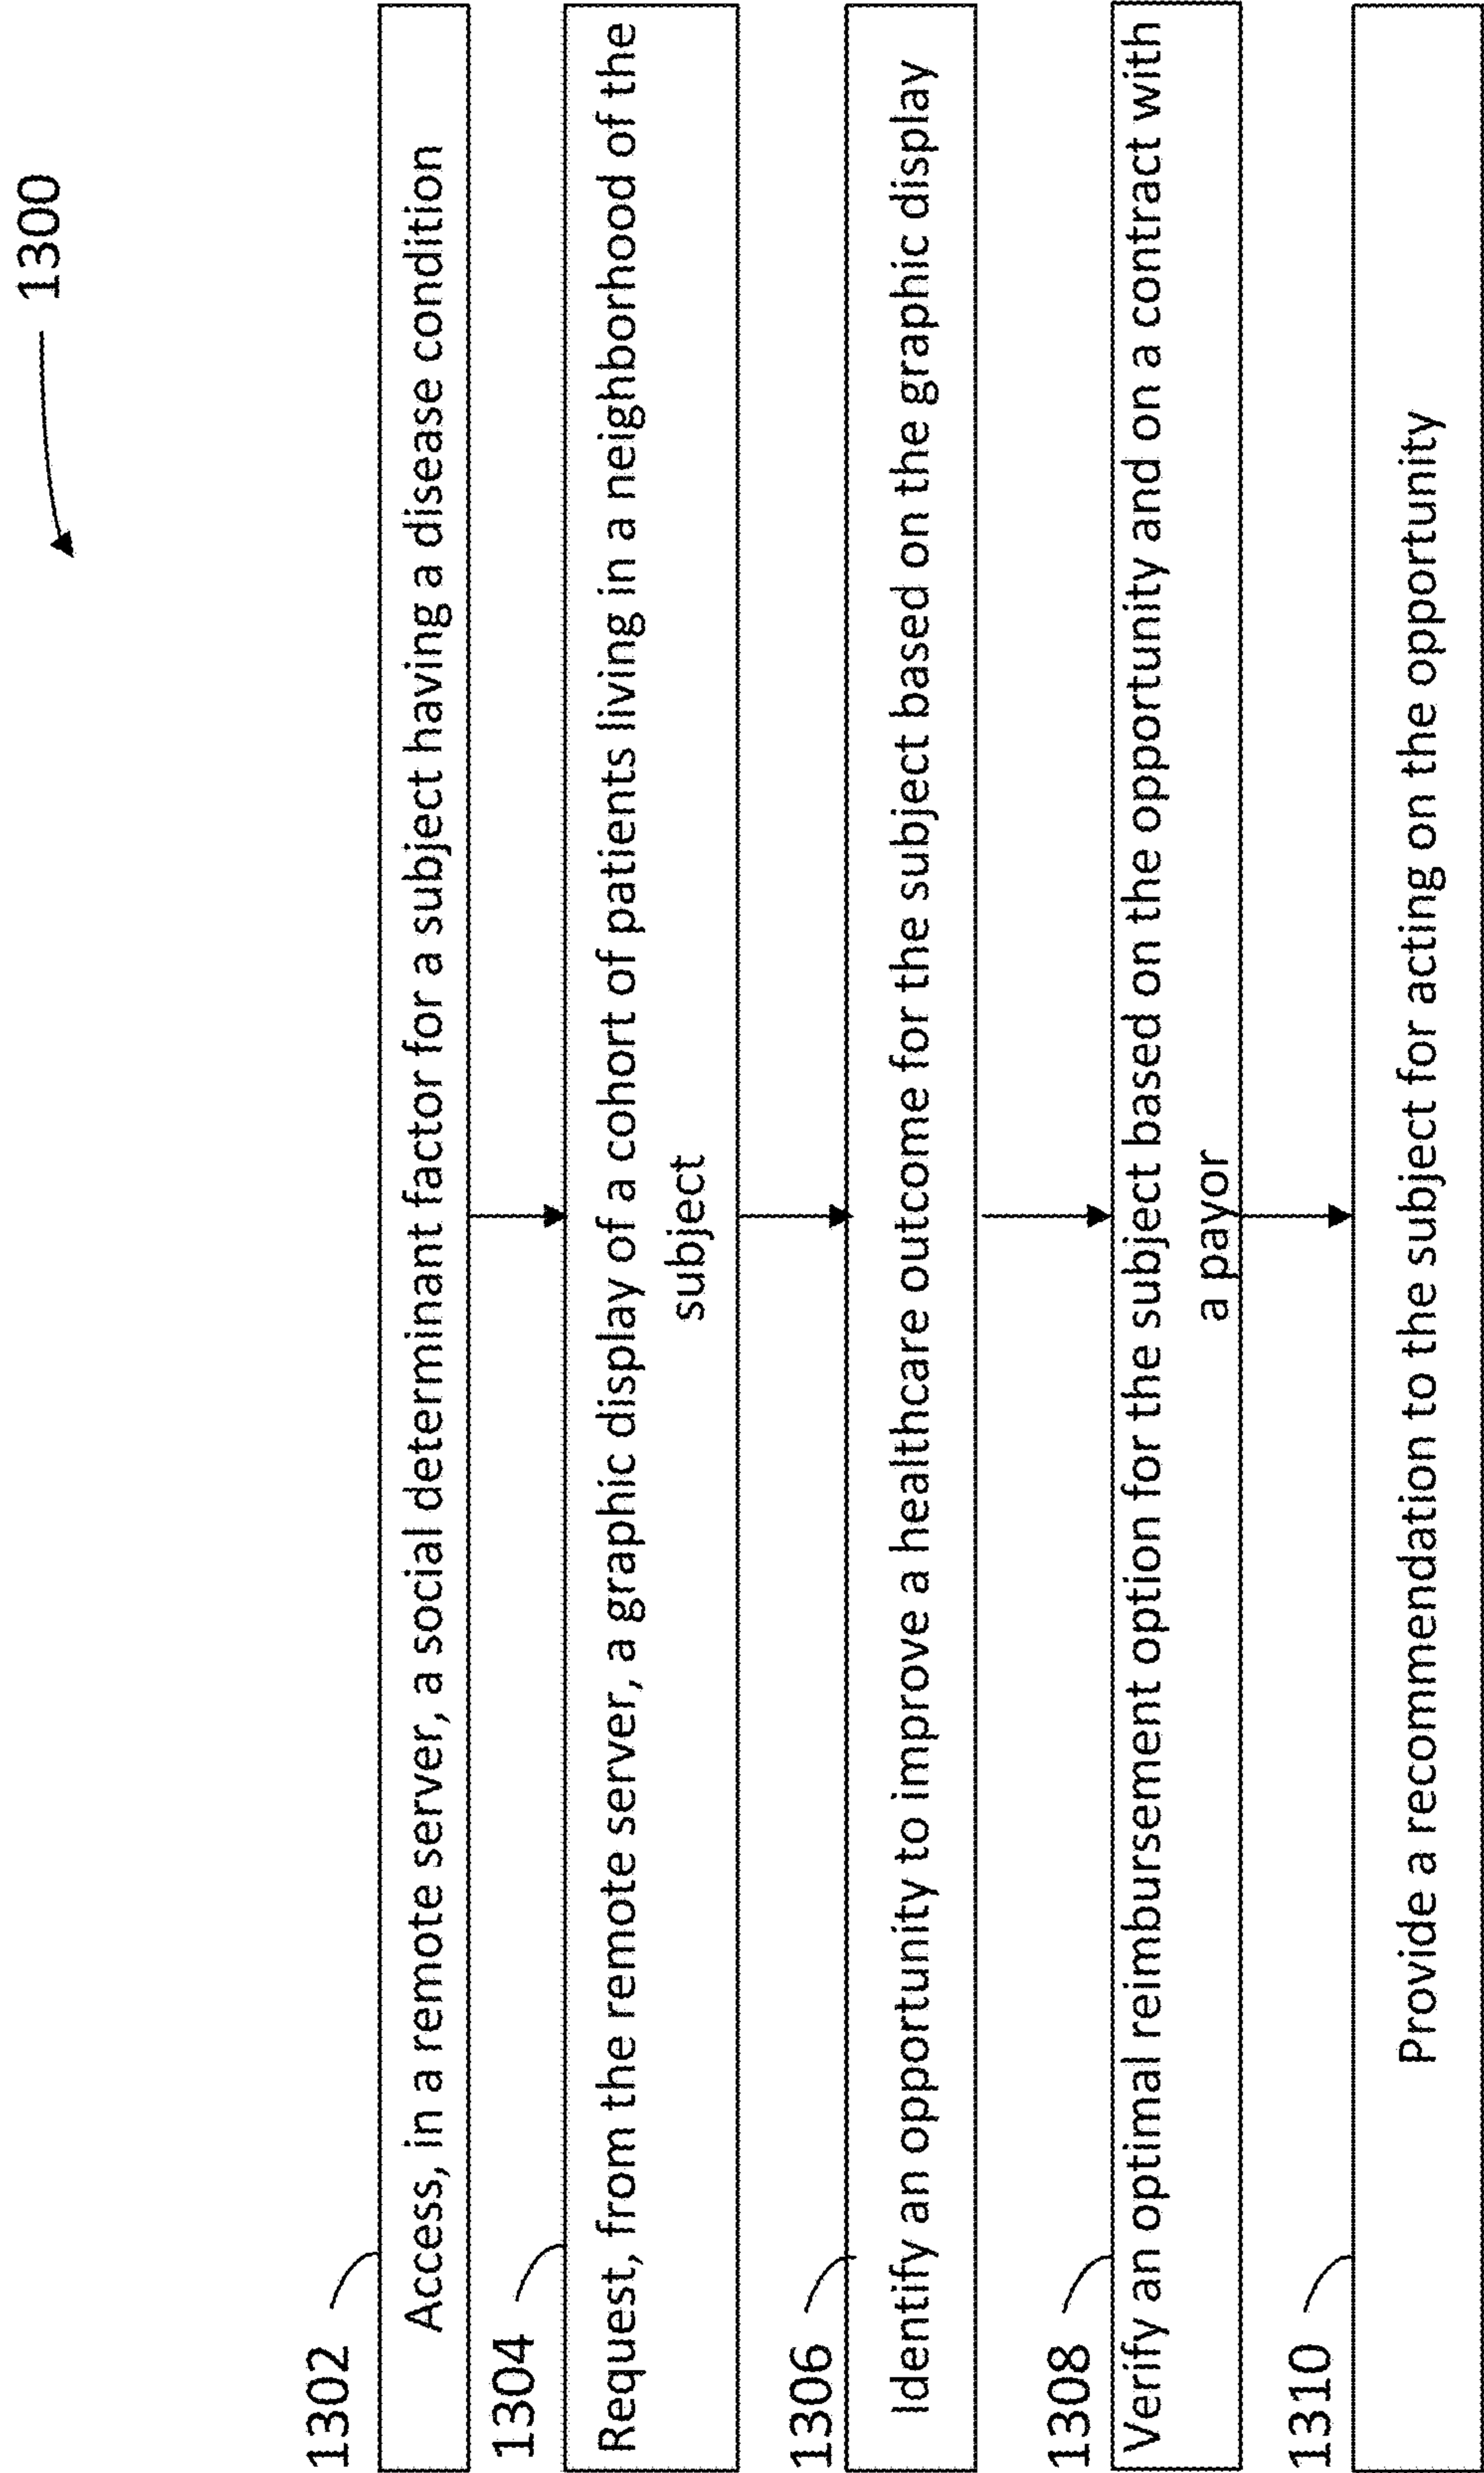 1300
1302
Access, in a remote server, a social determinant factor for a subject having a disease condition
1304
Request, from the remote server, a graphic display of a cohort of patients living in a neighborhood of the
subject
1306
Identify an opportunity to improve a healthcare outcome for the subject based on the graphic display
1308
Verify an optimal reimbursement option for the subject based on the opportunity and on a contract with
a payor
1310
Provide a recommendation to the subject for acting on the opportunity